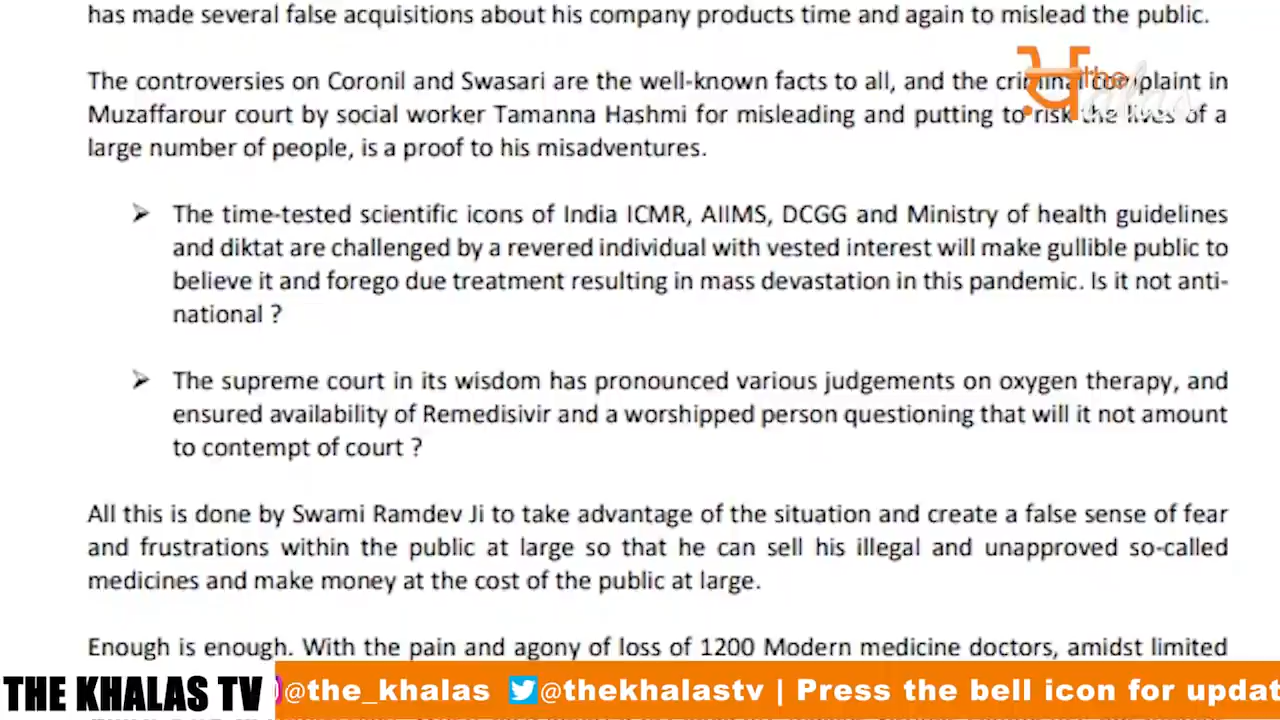 has made several false acquisitions about his company products time and again to mislead the public.
The controversies on Coronil and Swasari are the well-known facts to all, and the criminal complaint in
Muzaffarour court by social worker Tamanna Hashmi for misleading and putting to risk the lives of a
large number of people, is a proof to his misadventures.
➢ The time-tested scientific icons of India ICMR, AIIMS, DCGG and Ministry of health guidelines
and diktat are challenged by a revered individual with vested interest will make gullible public to
believe it and forego due treatment resulting in mass devastation in this pandemic. Is it not anti-
national ?
➢ The supreme court in its wisdom has pronounced various judgements on oxygen therapy, and
ensured availability of Remedisivir and a worshipped person questioning that will it not amount
to contempt of court ?
All this is done by Swami Ramdev Ji to take advantage of the situation and create a false sense of fear
and frustrations within the public at large so that he can sell his illegal and unapproved so-called
medicines and make money at the cost of the public at large.
Enough is enough. With the pain and agony of loss of 1200 Modern medicine doctors, amidst limited
the
THE KHALAS TV @the_khalas @thekhalastv | Press the bell icon for updat